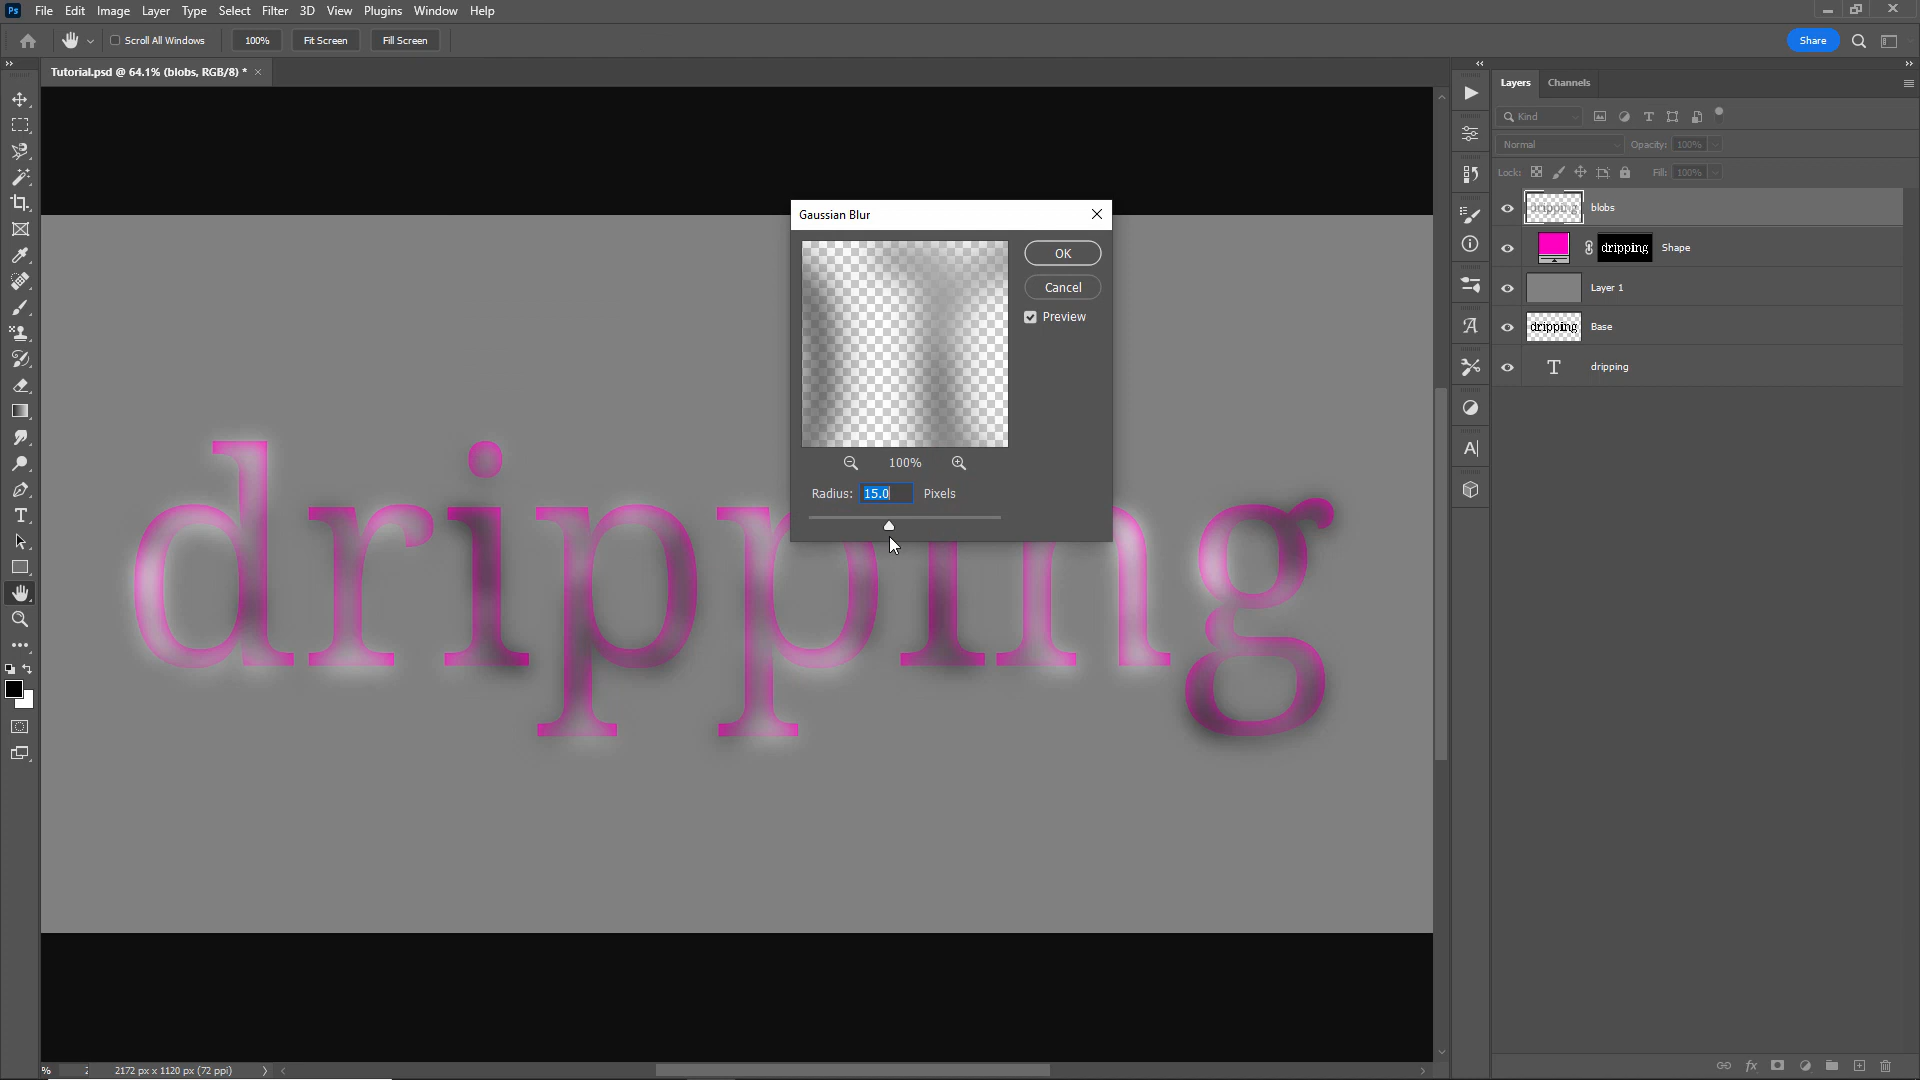 Ps File Edit Image Layer Type Select Filter 3D View Plugins Window Help
Scroll All Windows 100% Fit Screen Fill Screen Share
Tutorial.psd @ 64.1% (blobs, RGB/8) *
Layers Channels
Kind
Normal Opacity: 100%
Lock: Fill: 100%
dripping blobs
dripping Shape
Layer 1
dripping Base
T dripping
Gaussian Blur
OK
Cancel
Preview
100%
Radius: 15.0 Pixels
dripping
% 2172 px x 1120 px (72 ppi)